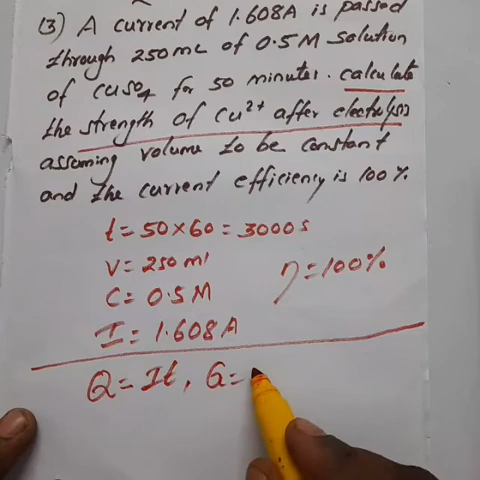 (3) A current of 1.608A is passed
through 250mL of 0.5M solution
of CuSO4 for 50 minutes. calculate
the strength of Cu²⁺ after electrolysis
assuming volume to be constant
and the current efficiency is 100%.
t = 50×60 = 3000s
V = 250 ml
C = 0.5M
η = 100%
I = 1.608A
Q = It, Q =